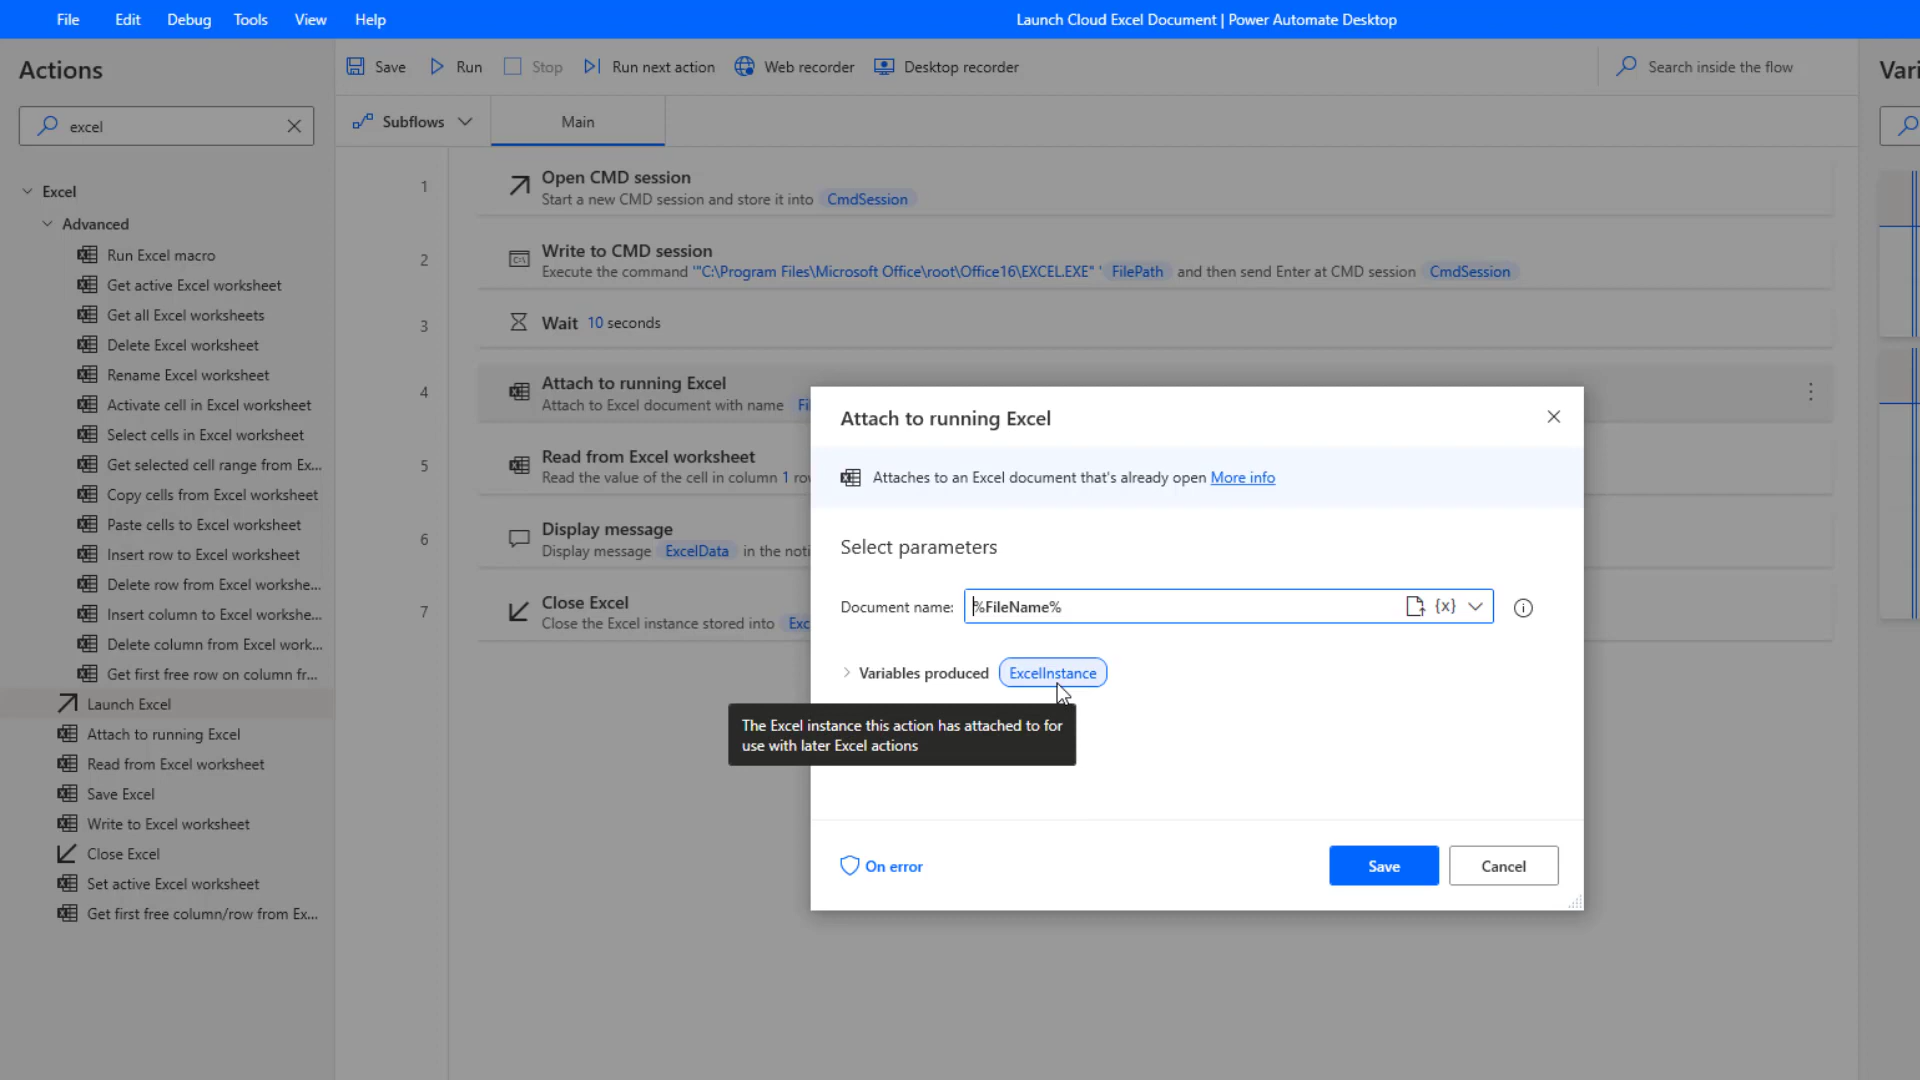 File Edit Debug Tools View Help
Launch Cloud Excel Document | Power Automate Desktop
Actions
excel
Excel
Advanced
Run Excel macro
Get active Excel worksheet
Get all Excel worksheets
Delete Excel worksheet
Rename Excel worksheet
Activate cell in Excel worksheet
Select cells in Excel worksheet
Get selected cell range from Ex...
Copy cells from Excel worksheet
Paste cells to Excel worksheet
Insert row to Excel worksheet
Delete row from Excel workshe...
Insert column to Excel workshe...
Delete column from Excel work...
Get first free row on column fr...
Launch Excel
Attach to running Excel
Read from Excel worksheet
Save Excel
Write to Excel worksheet
Close Excel
Set active Excel worksheet
Get first free column/row from Ex...
Save Run Stop Run next action Web recorder Desktop recorder
Search inside the flow
Subflows Main
1 Open CMD session
Start a new CMD session and store it into CmdSession
2 Write to CMD session
Execute the command '"C:\Program Files\Microsoft Office\root\Office16\EXCEL.EXE" ' FilePath and then send Enter at CMD session CmdSession
3 Wait 10 seconds
4 Attach to running Excel
Attach to Excel document with name Fi
5 Read from Excel worksheet
Read the value of the cell in column 1 rov
6 Display message
Display message ExcelData in the noti
7 Close Excel
Close the Excel instance stored into Exc
Attach to running Excel
Attaches to an Excel document that's already open More info
Select parameters
Document name: %FileName% {x}
Variables produced ExcelInstance
The Excel instance this action has attached to for
use with later Excel actions
On error Save Cancel
Vari